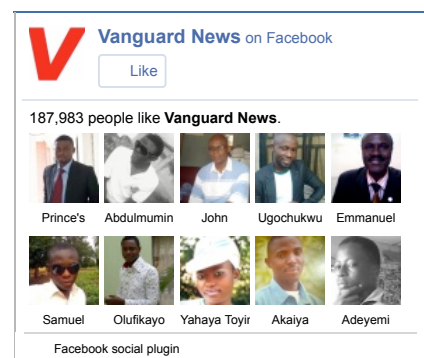 Vanguard News on Facebook
Like
187,983 people like Vanguard News.
Prince's Abdulmumin John Ugochukwu Emmanuel
Samuel Olufikayo Yahaya Toyir Akaiya Adeyemi
Facebook social plugin